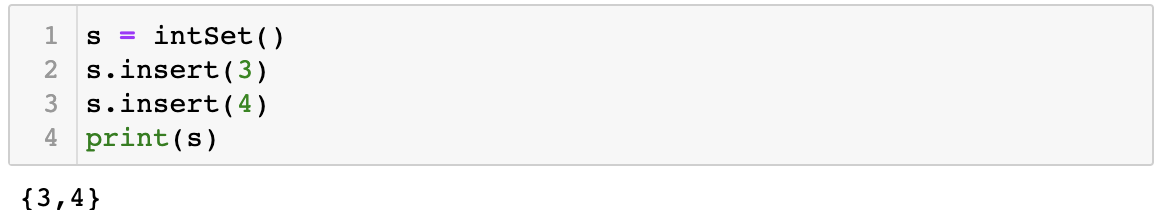 1 s = intSet()
2 s.insert(3)
3 s.insert(4)
4 print(s)
{3,4}